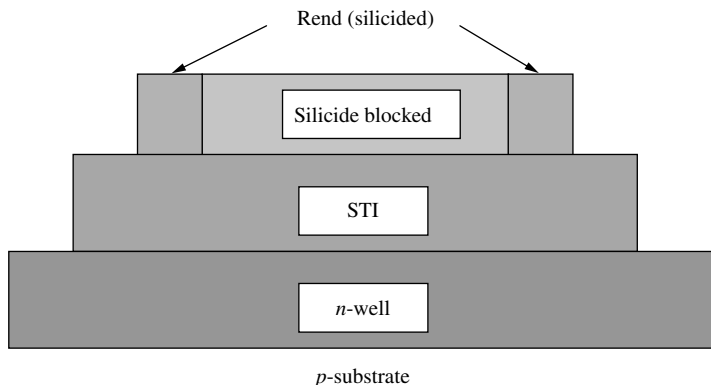 Rend (silicided)
Silicide blocked
STI
n-well
p-substrate